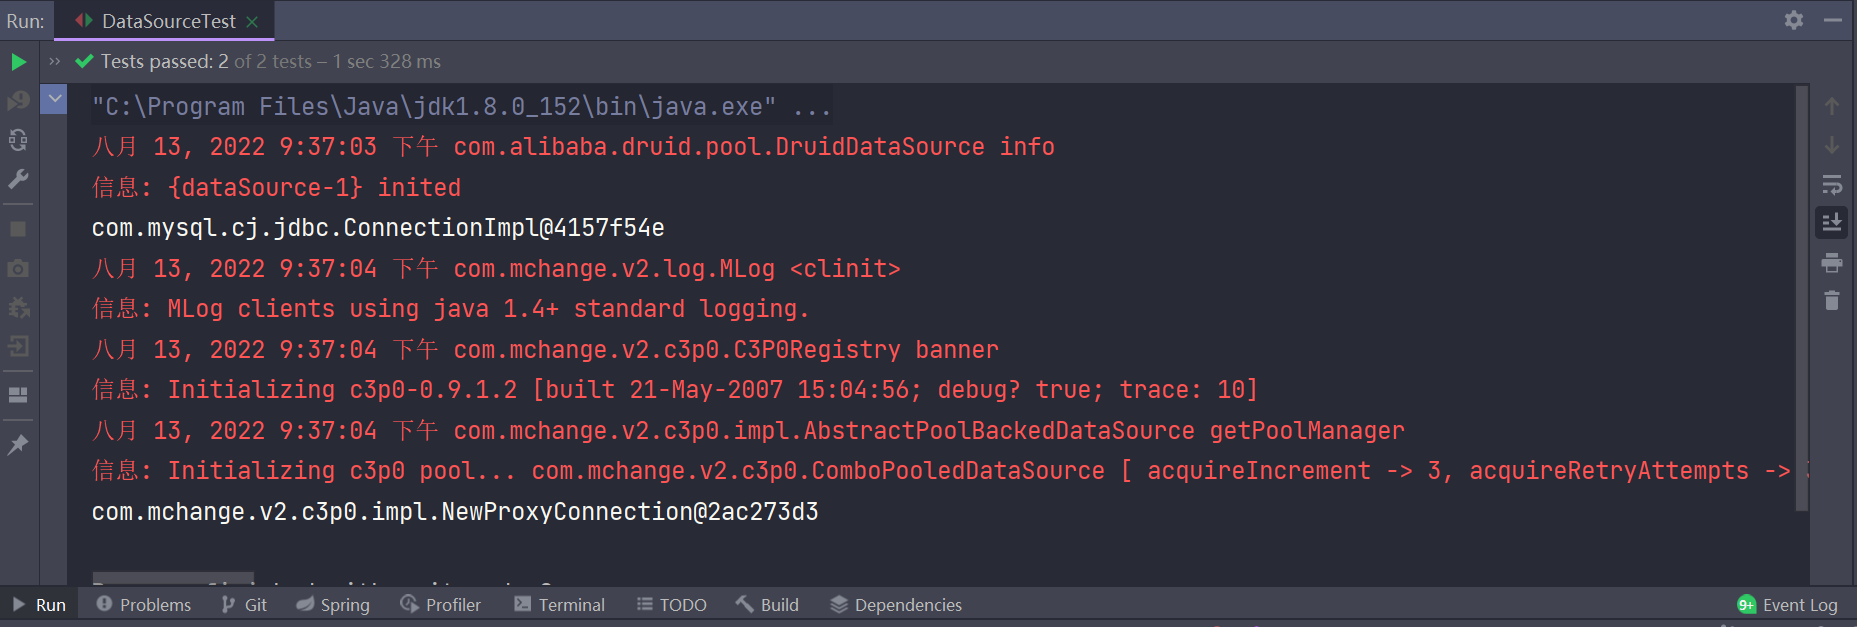 Run: DataSourceTest
Tests passed: 2 of 2 tests – 1 sec 328 ms
"C:\Program Files\Java\jdk1.8.0_152\bin\java.exe" ...
八月 13, 2022 9:37:03 下午 com.alibaba.druid.pool.DruidDataSource info
信息: {dataSource-1} inited
com.mysql.cj.jdbc.ConnectionImpl@4157f54e
八月 13, 2022 9:37:04 下午 com.mchange.v2.log.MLog <clinit>
信息: MLog clients using java 1.4+ standard logging.
八月 13, 2022 9:37:04 下午 com.mchange.v2.c3p0.C3P0Registry banner
信息: Initializing c3p0-0.9.1.2 [built 21-May-2007 15:04:56; debug? true; trace: 10]
八月 13, 2022 9:37:04 下午 com.mchange.v2.c3p0.impl.AbstractPoolBackedDataSource getPoolManager
信息: Initializing c3p0 pool... com.mchange.v2.c3p0.ComboPooledDataSource [ acquireIncrement -> 3, acquireRetryAttempts ->
com.mchange.v2.c3p0.impl.NewProxyConnection@2ac273d3
Run Problems Git Spring Profiler Terminal TODO Build Dependencies 9+ Event Log